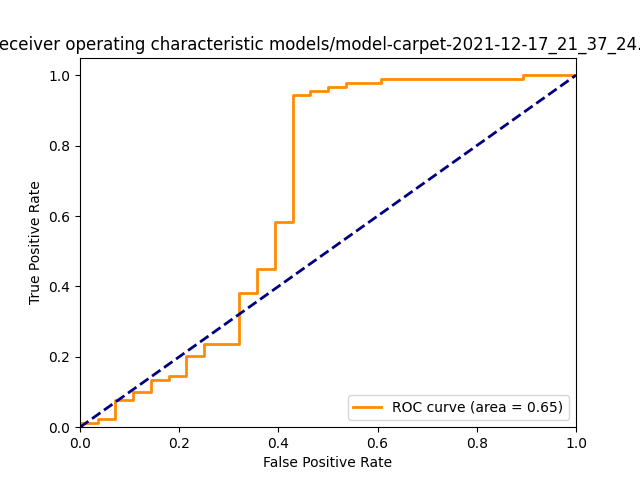 eceiver operating characteristic models/model-carpet-2021-12-17_21_37_24.
1.0
0.8
0.6
0.4
0.2
0.0
True Positive Rate
ROC curve (area = 0.65)
0.0 0.2 0.4 0.6 0.8 1.0
False Positive Rate